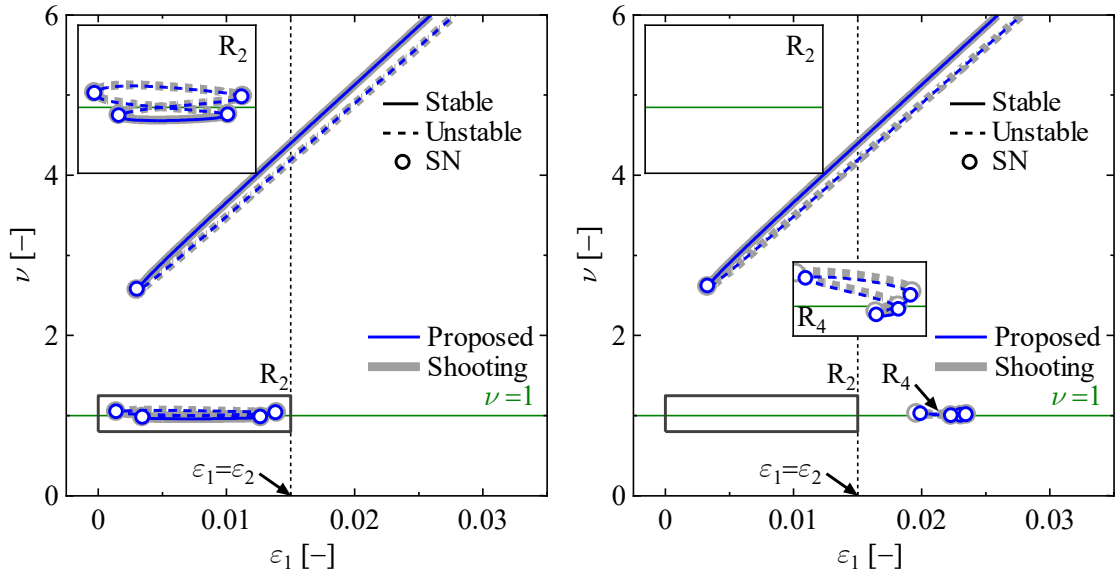 6
4
2
0
ν [−]
R₂
Stable
Unstable
SN
Proposed
Shooting
R₂
ν =1
ε₁=ε₂
0
0.01
0.02
0.03
ε₁ [−]
6
4
2
0
ν [−]
R₂
Stable
Unstable
SN
R₄
Proposed
Shooting
R₂
R₄
ν =1
ε₁=ε₂
0
0.01
0.02
0.03
ε₁ [−]